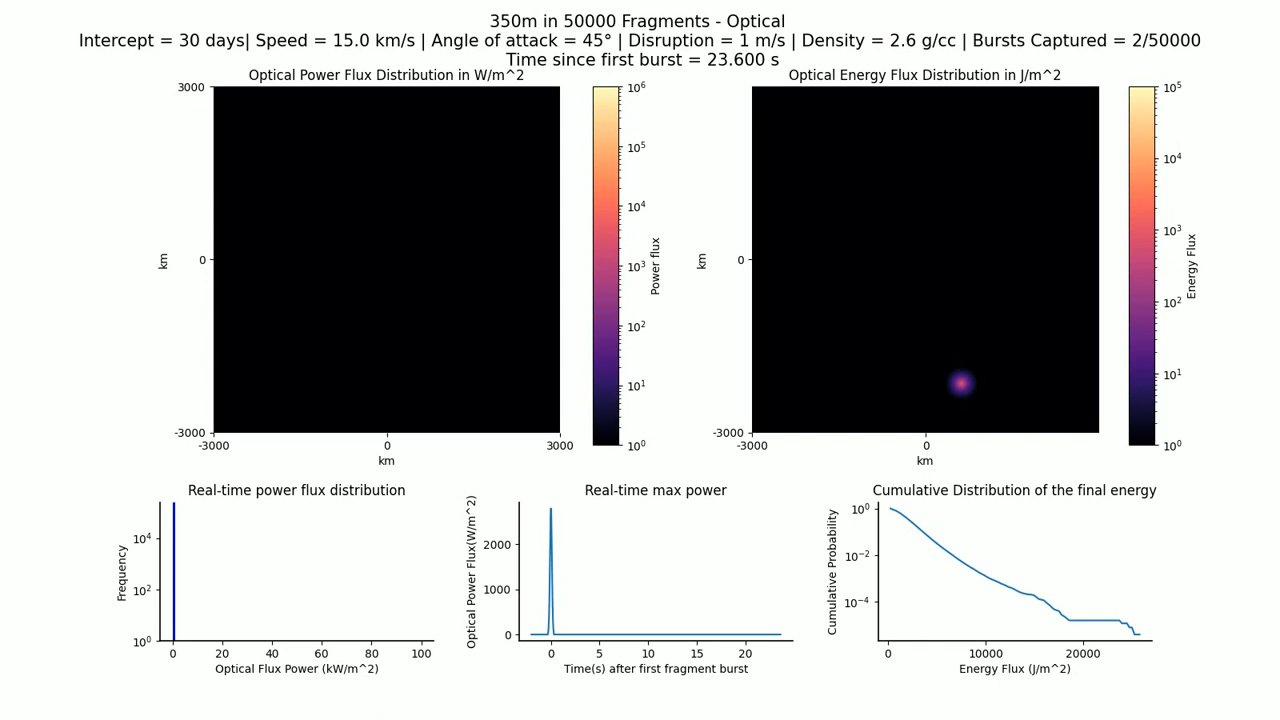 350m in 50000 Fragments - Optical
Intercept = 30 days| Speed = 15.0 km/s | Angle of attack = 45° | Disruption = 1 m/s | Density = 2.6 g/cc | Bursts Captured = 2/50000
Time since first burst = 23.600 s
Optical Power Flux Distribution in W/m^2
3000
0
-3000
km
-3000 0 3000
km
10^6
10^5
10^4
10^3
10^2
10^1
10^0
Power flux
Optical Energy Flux Distribution in J/m^2
0
-3000
km
-3000 0
km
10^5
10^4
10^3
10^2
10^1
10^0
Energy Flux
Real-time power flux distribution
Frequency
10^4
10^2
10^0
0 20 40 60 80 100
Optical Flux Power (kW/m^2)
Real-time max power
Optical Power Flux(W/m^2)
2000
1000
0
0 5 10 15 20
Time(s) after first fragment burst
Cumulative Distribution of the final energy
Cumulative Probability
10^0
10^-2
10^-4
0 10000 20000
Energy Flux (J/m^2)